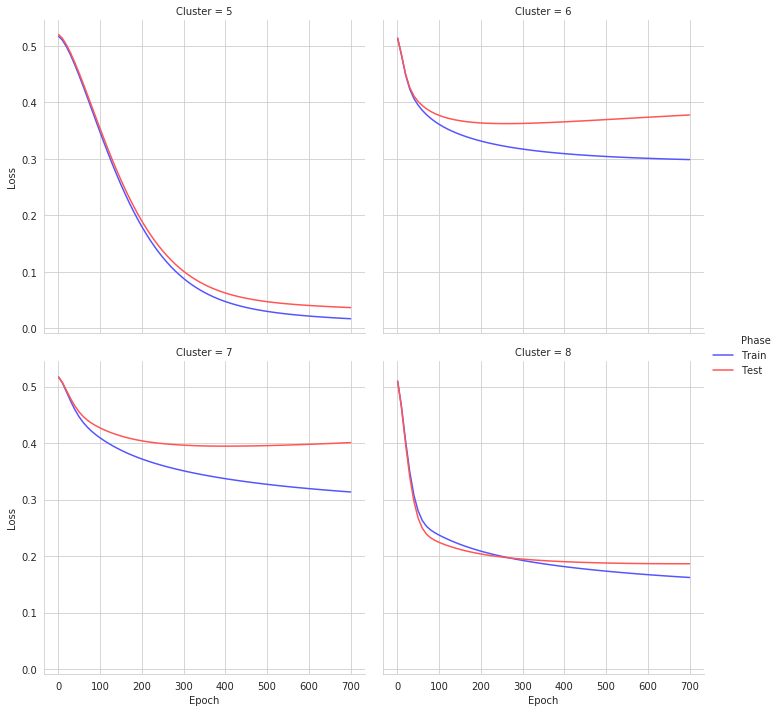 Cluster = 5
Cluster = 6
0.5
0.4
0.3
0.2
0.1
0.0
Loss
Cluster = 7
Cluster = 8
0.5
0.4
0.3
0.2
0.1
0.0
Loss
0 100 200 300 400 500 600 700
Epoch
0 100 200 300 400 500 600 700
Epoch
Phase
Train
Test